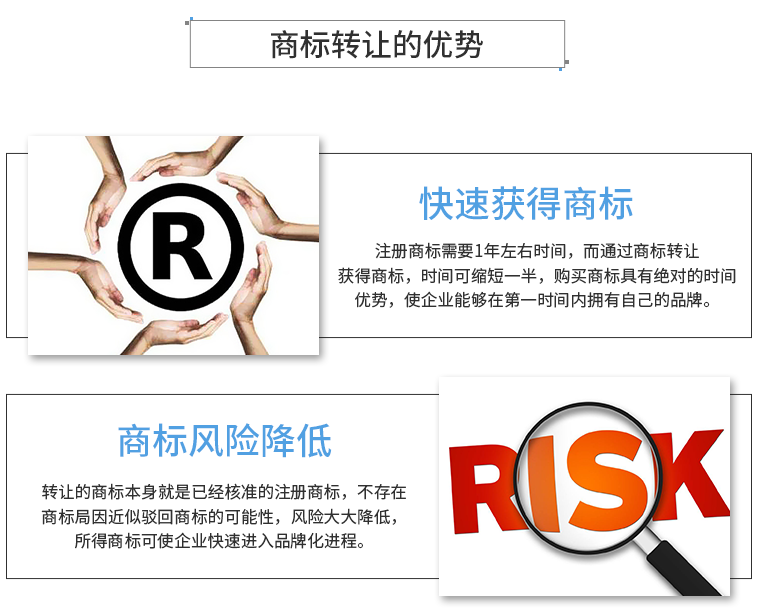 商标转让的优势
R
快速获得商标
注册商标需要1年左右时间，而通过商标转让
获得商标，时间可缩短一半，购买商标具有绝对的时间
优势，使企业能够在第一时间内拥有自己的品牌。
商标风险降低
转让的商标本身就是已经核准的注册商标，不存在
商标局因近似驳回商标的可能性，风险大大降低，
所得商标可使企业快速进入品牌化进程。
RISK